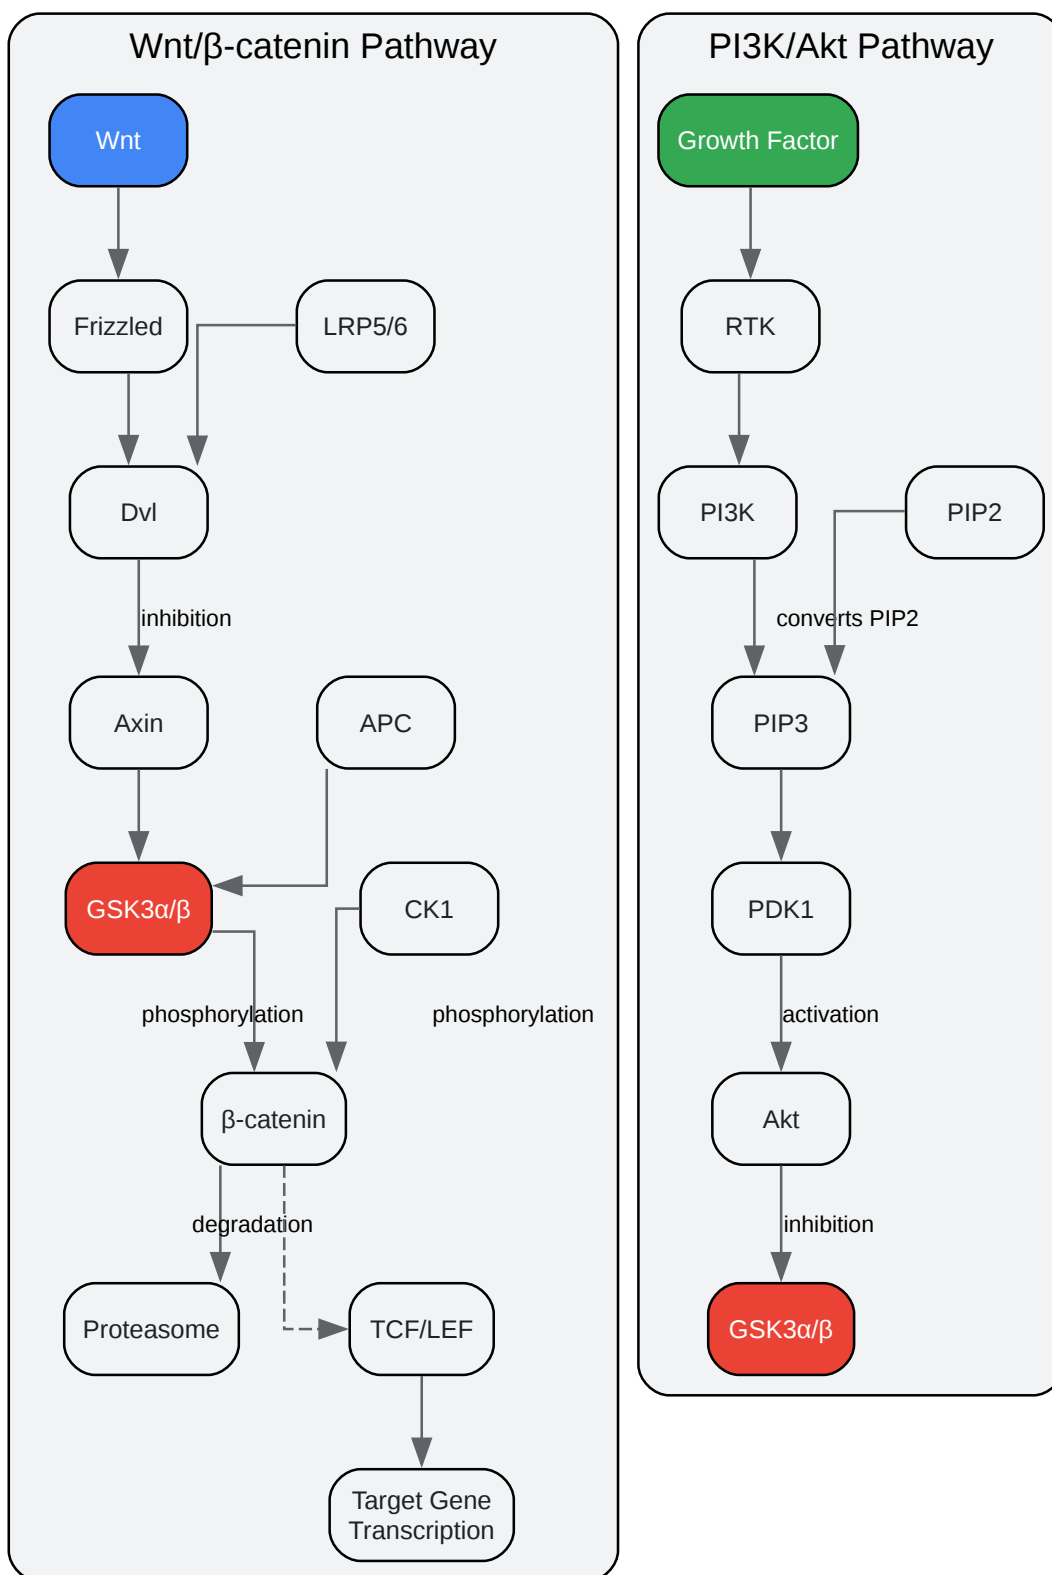 Wnt/β-catenin Pathway
Wnt
Frizzled
LRP5/6
Dvl
inhibition
Axin
APC
GSK3α/β
CK1
phosphorylation
phosphorylation
β-catenin
degradation
Proteasome
TCF/LEF
Target Gene
Transcription
PI3K/Akt Pathway
Growth Factor
RTK
PI3K
PIP2
converts PIP2
PIP3
PDK1
activation
Akt
inhibition
GSK3α/β